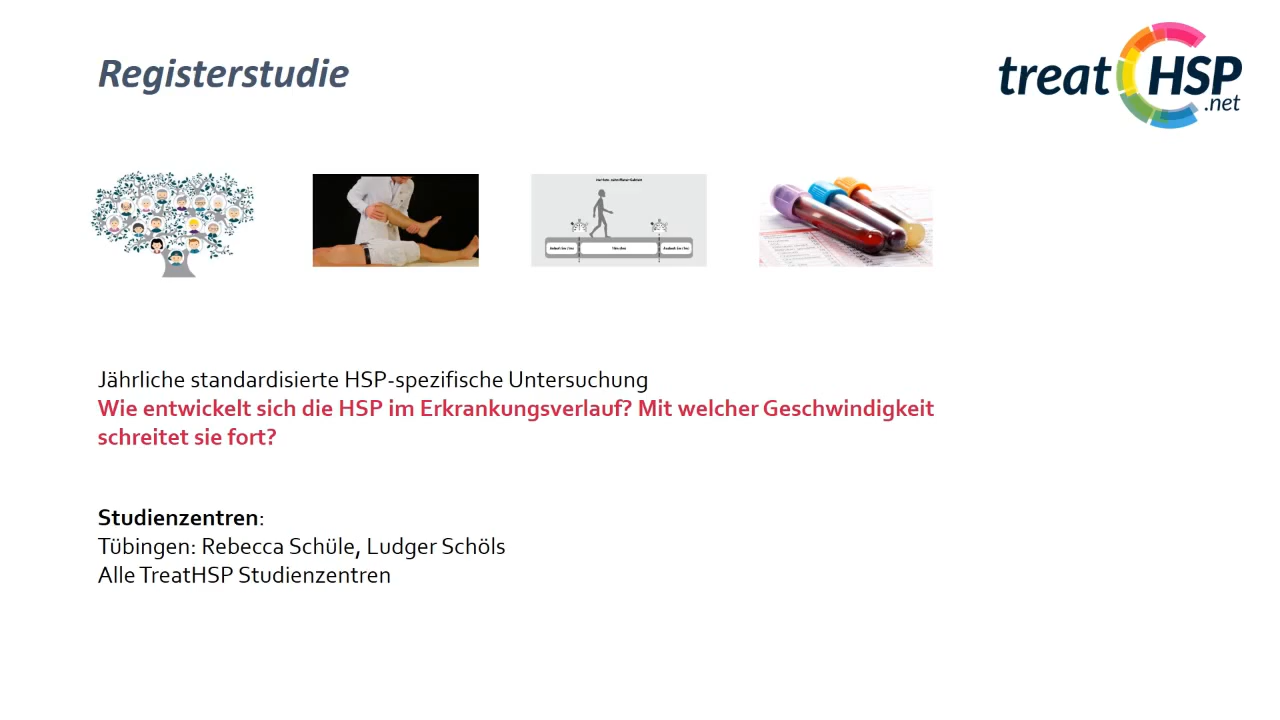 Registerstudie
treat HSP
.net
Jährliche standardisierte HSP-spezifische Untersuchung
Wie entwickelt sich die HSP im Erkrankungsverlauf? Mit welcher Geschwindigkeit
schreitet sie fort?
Studienzentren:
Tübingen: Rebecca Schüle, Ludger Schöls
Alle TreatHSP Studienzentren